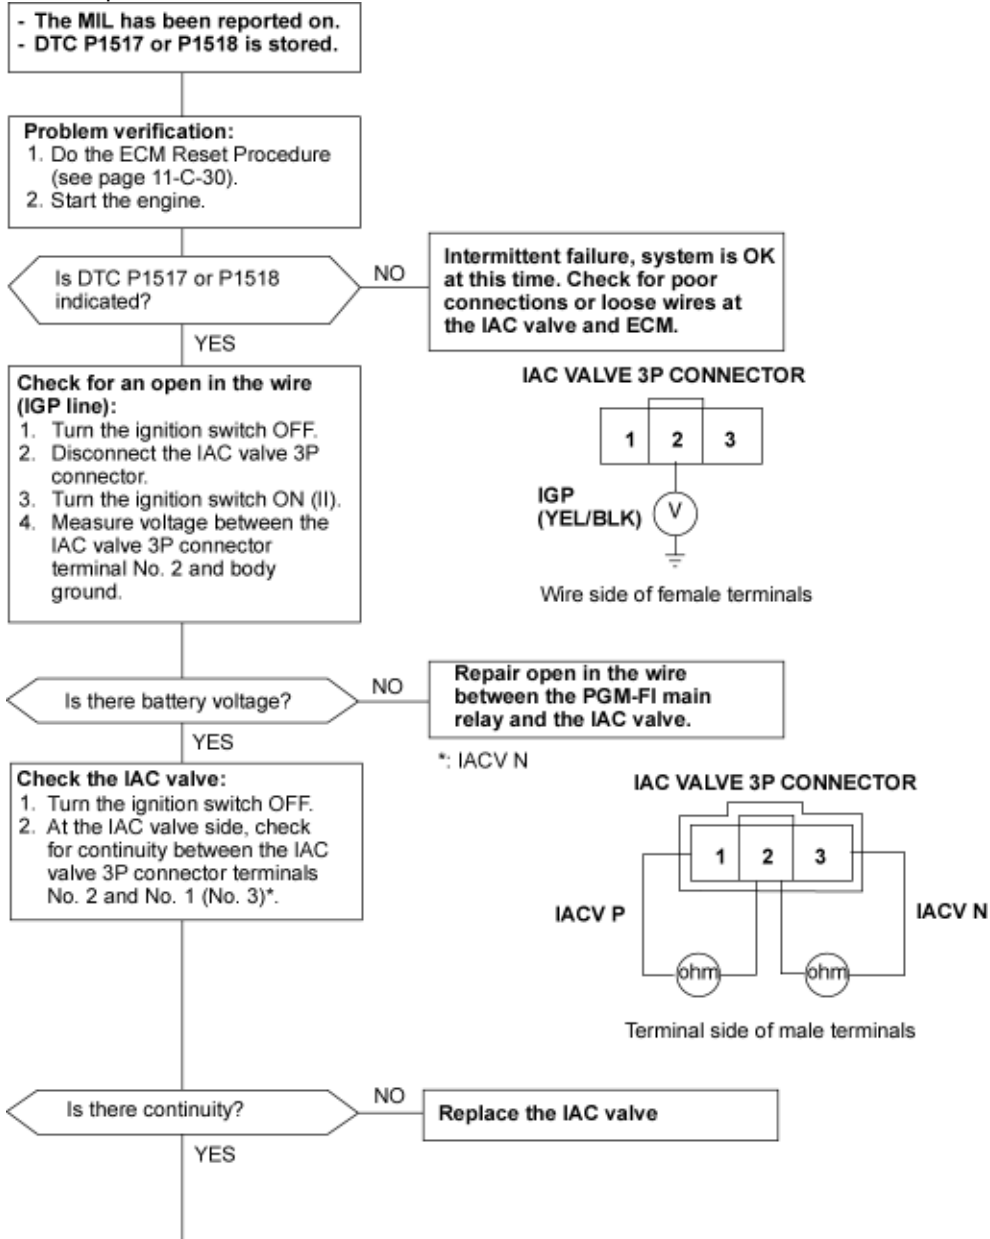 - The MIL has been reported on.
- DTC P1517 or P1518 is stored.
Problem verification:
1. Do the ECM Reset Procedure
(see page 11-C-30).
2. Start the engine.
Is DTC P1517 or P1518
indicated?
NO
Intermittent failure, system is OK
at this time. Check for poor
connections or loose wires at
the IAC valve and ECM.
YES
Check for an open in the wire
(IGP line):
1. Turn the ignition switch OFF.
2. Disconnect the IAC valve 3P
connector.
3. Turn the ignition switch ON (II).
4. Measure voltage between the
IAC valve 3P connector
terminal No. 2 and body
ground.
IAC VALVE 3P CONNECTOR
1 2 3
IGP
(YEL/BLK)
V
Wire side of female terminals
Is there battery voltage?
NO
Repair open in the wire
between the PGM-FI main
relay and the IAC valve.
YES
*: IACV N
Check the IAC valve:
1. Turn the ignition switch OFF.
2. At the IAC valve side, check
for continuity between the IAC
valve 3P connector terminals
No. 2 and No. 1 (No. 3)*.
IAC VALVE 3P CONNECTOR
1 2 3
IACV P
IACV N
ohm
ohm
Terminal side of male terminals
Is there continuity?
NO
Replace the IAC valve
YES